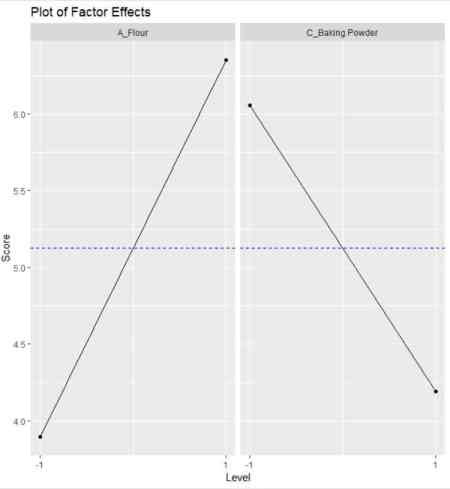 Plot of Factor Effects
A_Flour
C_Baking Powder
Score
6.0
5.5
5.0
4.5
4.0
-1
1
-1
1
Level